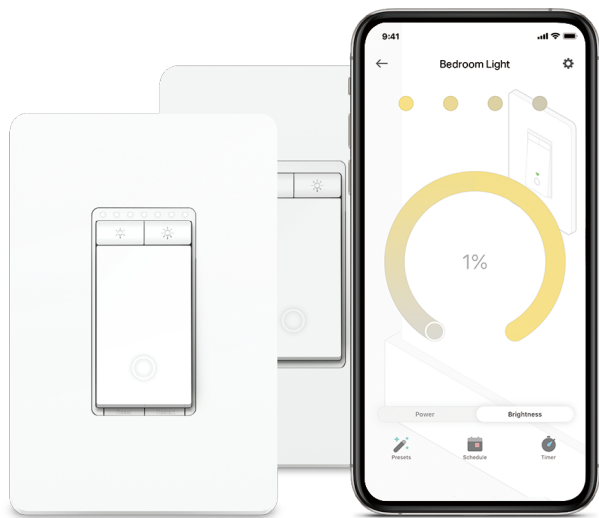 9:41
Bedroom Light
1%
Power
Brightness
Presets
Schedule
Timer